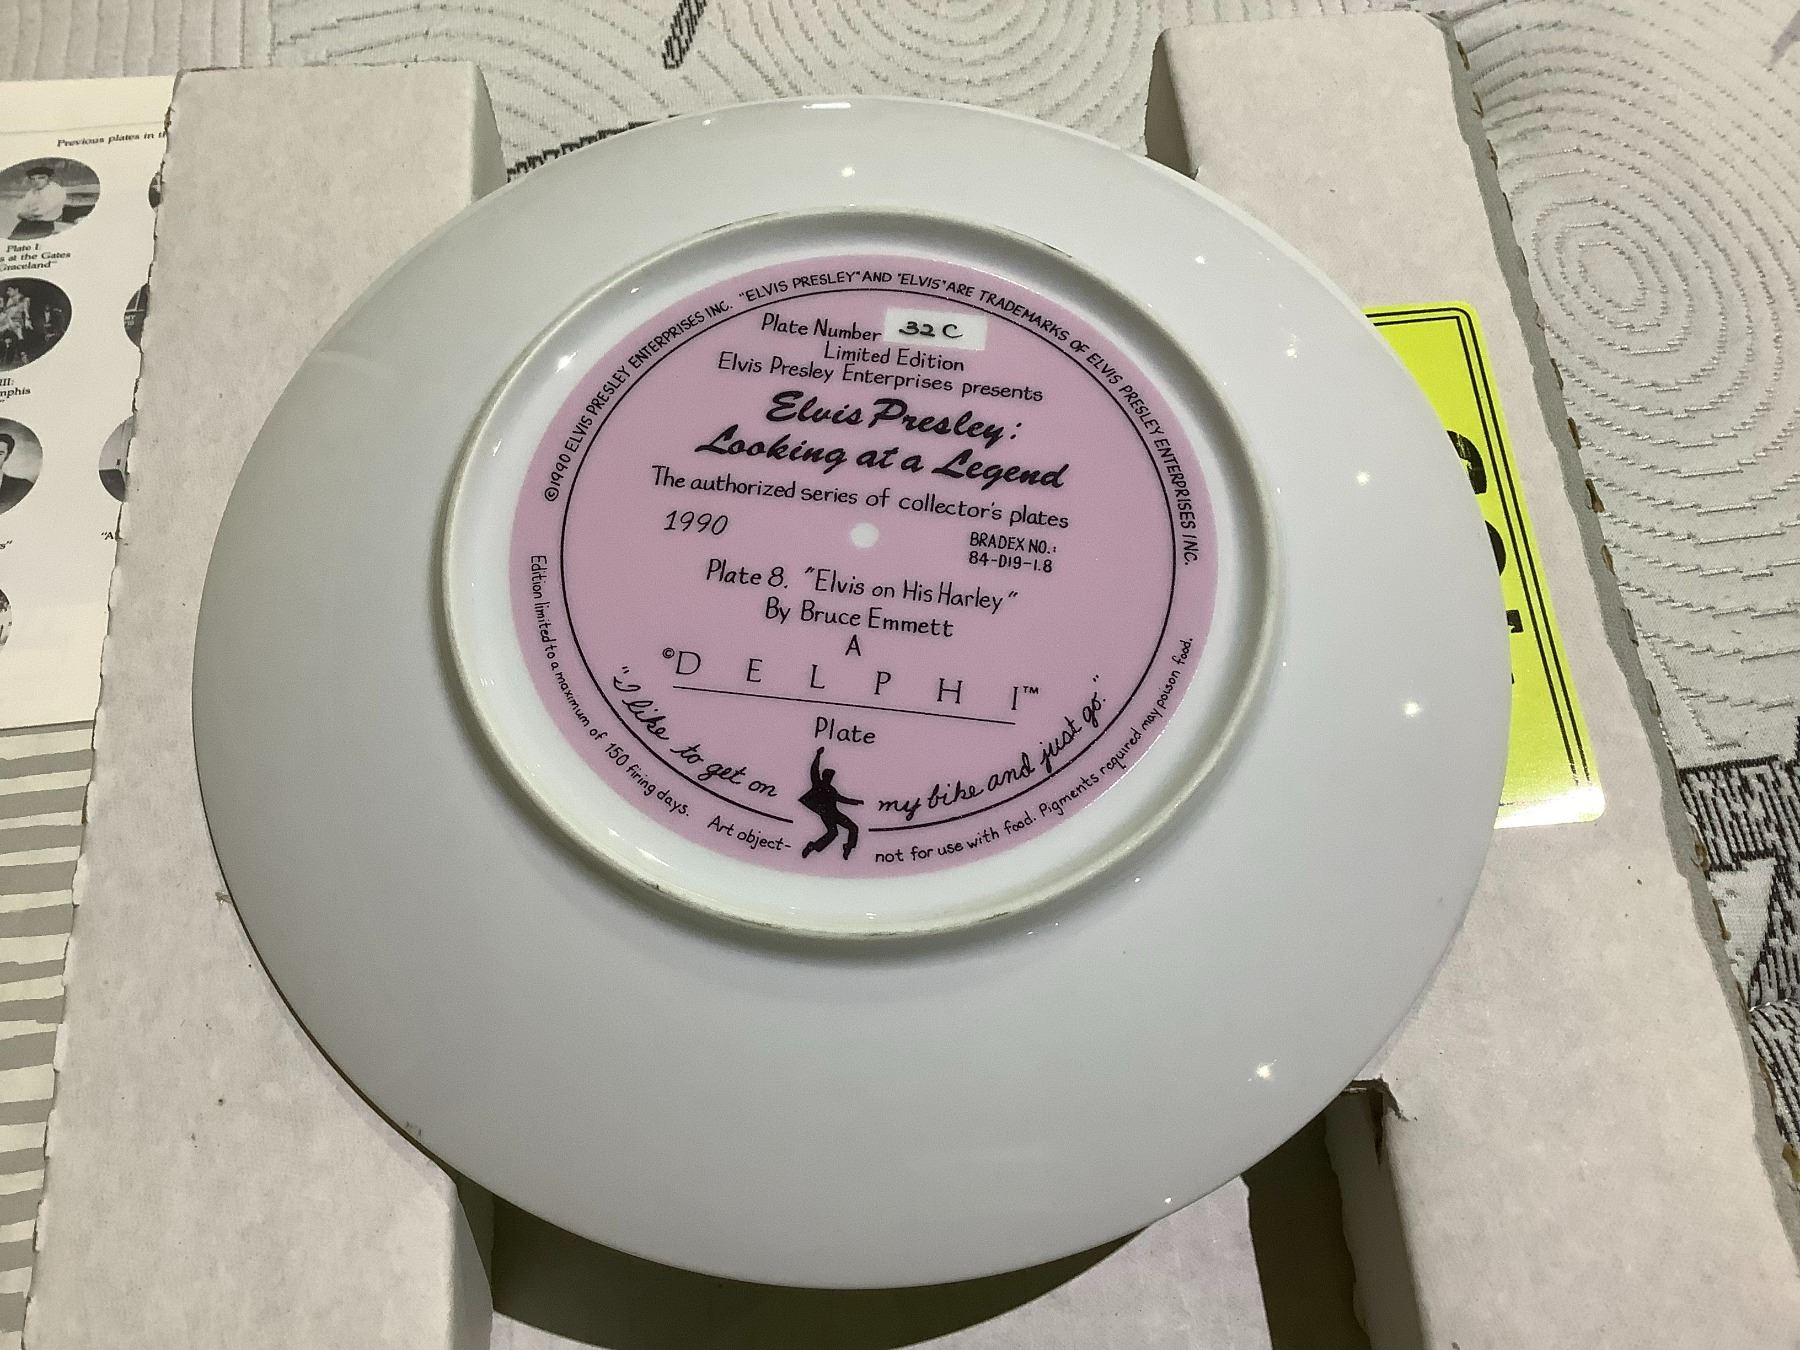 ©1990 ELVIS PRESLEY ENTERPRISES INC. "ELVIS PRESLEY" AND "ELVIS" ARE TRADEMARKS OF ELVIS PRESLEY ENTERPRISES INC.
Plate Number 32C
Limited Edition
Elvis Presley Enterprises presents
Elvis Presley:
Looking at a Legend
The authorized series of collector's plates
1990
BRADEX NO.:
84-D19-1.8
Plate 8. "Elvis on His Harley"
By Bruce Emmett
A
©DELPHI™
Plate
"I like to get on my bike and just go."
Edition limited to a maximum of 150 firing days. Art object- not for use with food. Pigments required may poison food.
Previous plates in
Plate I:
at the Gates
Graceland"